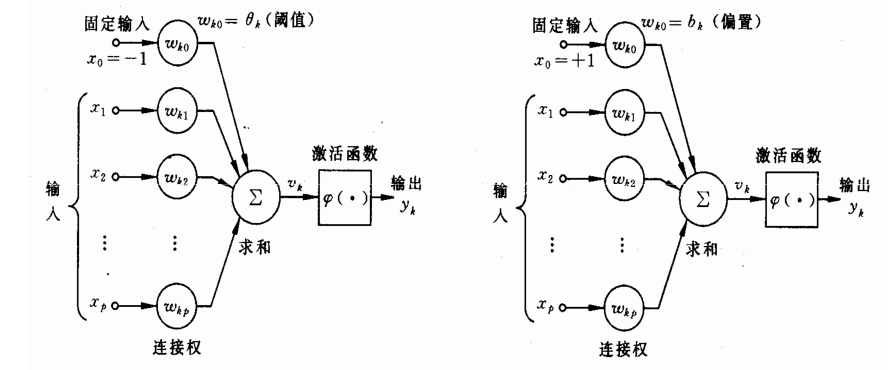 固定输入
w_{k0} = θ_k (阈值)
w_{k0}
x_0 = −1
x_1
w_{k1}
激活函数
x_2
w_{k2}
Σ
v_k
φ(·)
输出
y_k
输
入
⋮
⋮
求和
x_p
w_{kp}
连接权
固定输入
w_{k0} = b_k (偏置)
w_{k0}
x_0 = +1
x_1
w_{k1}
激活函数
x_2
w_{k2}
Σ
v_k
φ(·)
输出
y_k
输
入
⋮
⋮
求和
x_p
w_{kp}
连接权